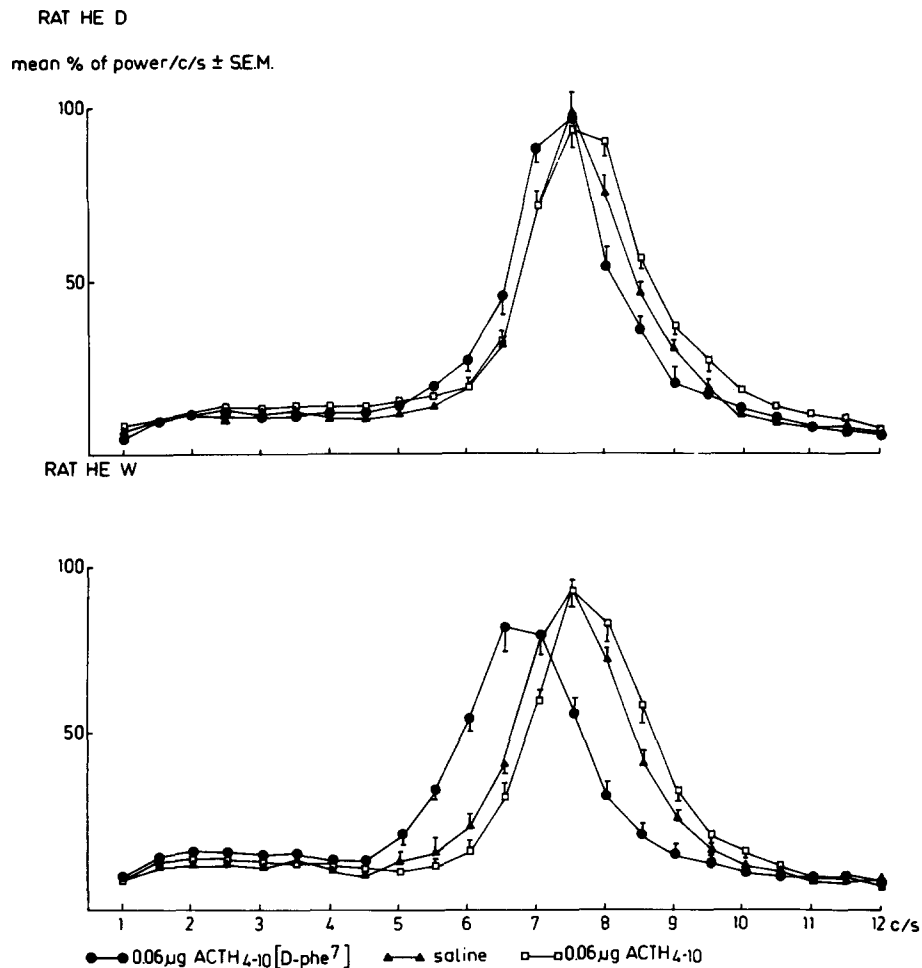 RAT HE D
mean % of power/c/s ± S.E.M.
100
50
RAT HE W
100
50
1 2 3 4 5 6 7 8 9 10 11 12 c/s
0.06µg ACTH4-10 [D-phe7] saline 0.06µg ACTH4-10